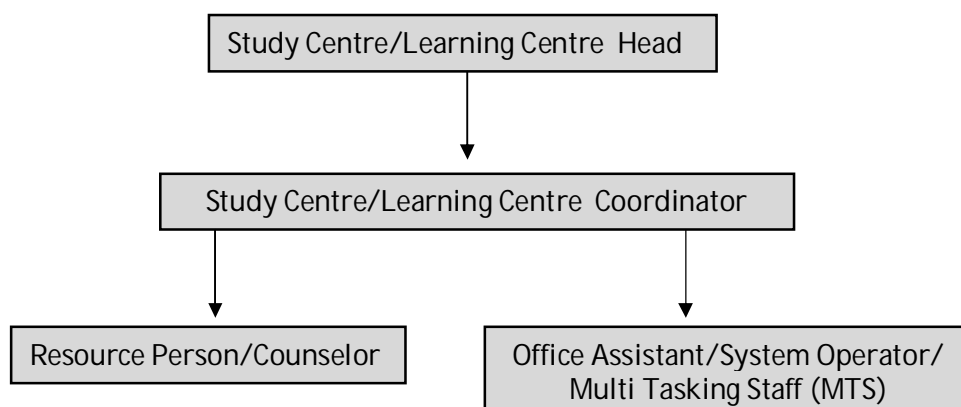 Study Centre/Learning Centre Head
Study Centre/Learning Centre Coordinator
Resource Person/Counselor
Office Assistant/System Operator/
Multi Tasking Staff (MTS)